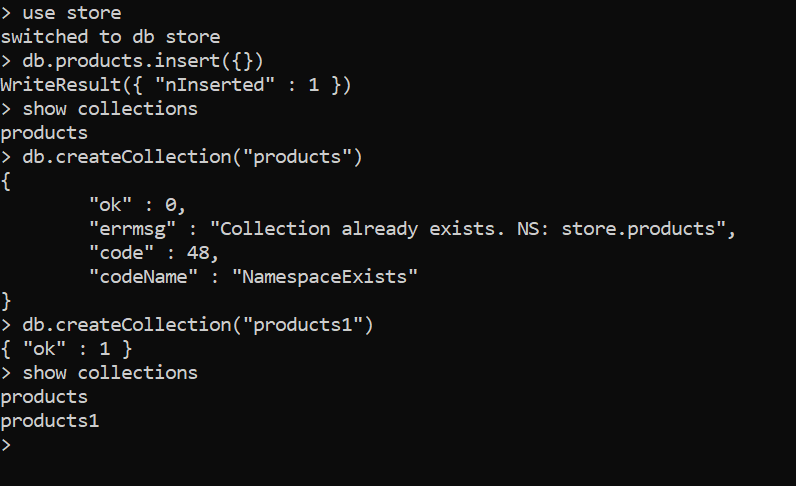 > use store
switched to db store
> db.products.insert({})
WriteResult({ "nInserted" : 1 })
> show collections
products
> db.createCollection("products")
{
        "ok" : 0,
        "errmsg" : "Collection already exists. NS: store.products",
        "code" : 48,
        "codeName" : "NamespaceExists"
}
> db.createCollection("products1")
{ "ok" : 1 }
> show collections
products
products1
>